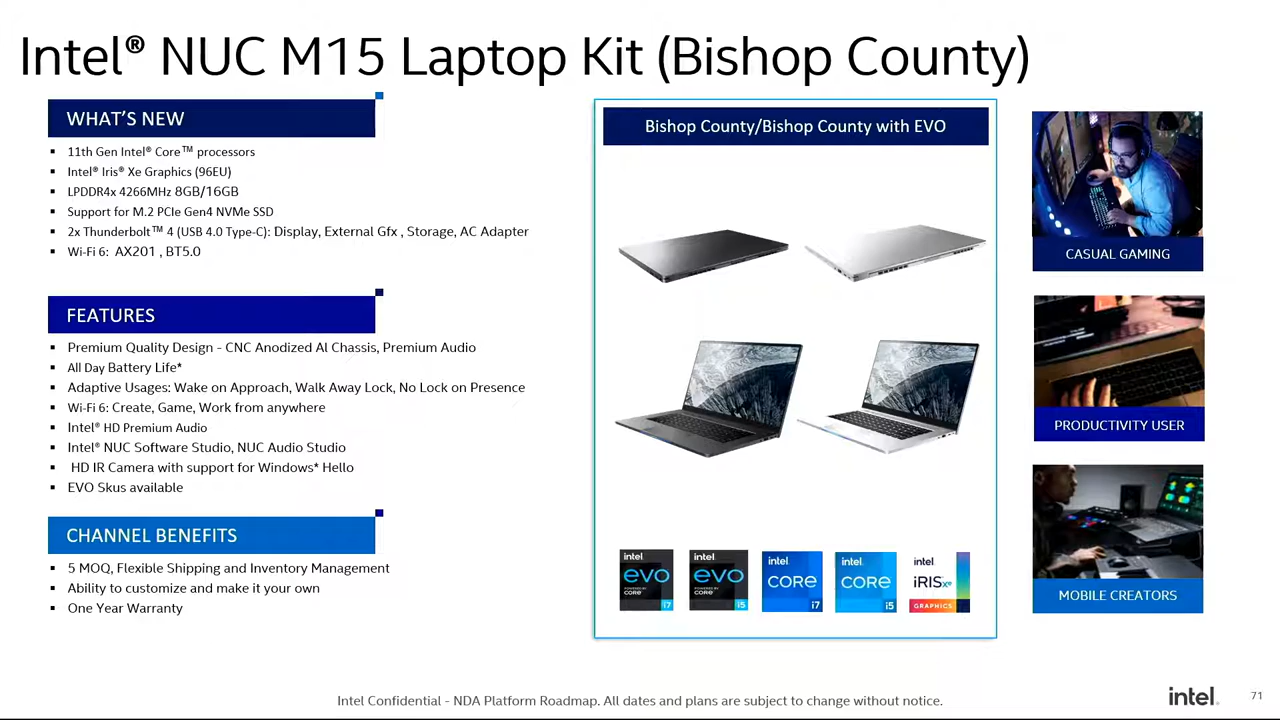 Intel® NUC M15 Laptop Kit (Bishop County)
WHAT'S NEW
▪ 11th Gen Intel® Core™ processors
▪ Intel® Iris® Xe Graphics (96EU)
▪ LPDDR4x 4266MHz 8GB/16GB
▪ Support for M.2 PCIe Gen4 NVMe SSD
▪ 2x Thunderbolt™ 4 (USB 4.0 Type-C): Display, External Gfx , Storage, AC Adapter
▪ Wi-Fi 6: AX201 , BT5.0
FEATURES
▪ Premium Quality Design - CNC Anodized Al Chassis, Premium Audio
▪ All Day Battery Life*
▪ Adaptive Usages: Wake on Approach, Walk Away Lock, No Lock on Presence
▪ Wi-Fi 6: Create, Game, Work from anywhere
▪ Intel® HD Premium Audio
▪ Intel® NUC Software Studio, NUC Audio Studio
▪ HD IR Camera with support for Windows* Hello
▪ EVO Skus available
CHANNEL BENEFITS
▪ 5 MOQ, Flexible Shipping and Inventory Management
▪ Ability to customize and make it your own
▪ One Year Warranty
Bishop County/Bishop County with EVO
intel.
evo
POWERED BY
CORE
i7
intel.
evo
POWERED BY
CORE
i5
intel.
CORE
i7
intel.
CORE
i5
intel.
iRIS xe
GRAPHICS
CASUAL GAMING
PRODUCTIVITY USER
MOBILE CREATORS
Intel Confidential - NDA Platform Roadmap. All dates and plans are subject to change without notice.
intel.
71